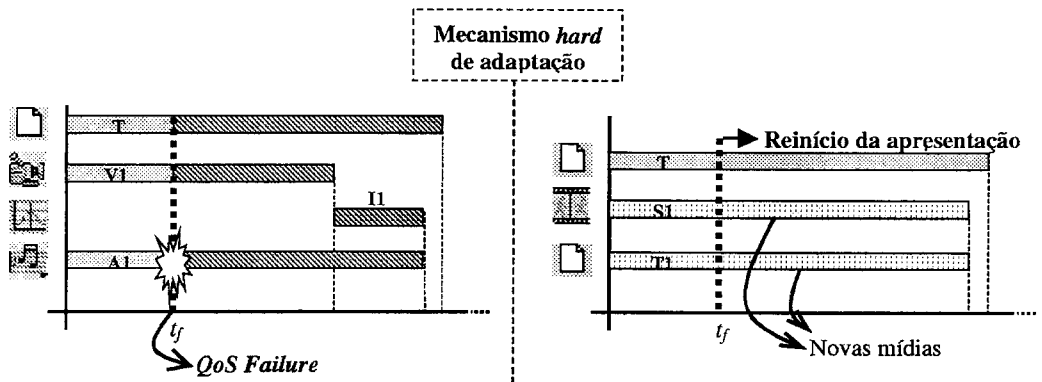 Mecanismo hard
de adaptação
T
V1
I1
A1
tf
QoS Failure
Reinício da apresentação
T
S1
T1
tf
Novas mídias